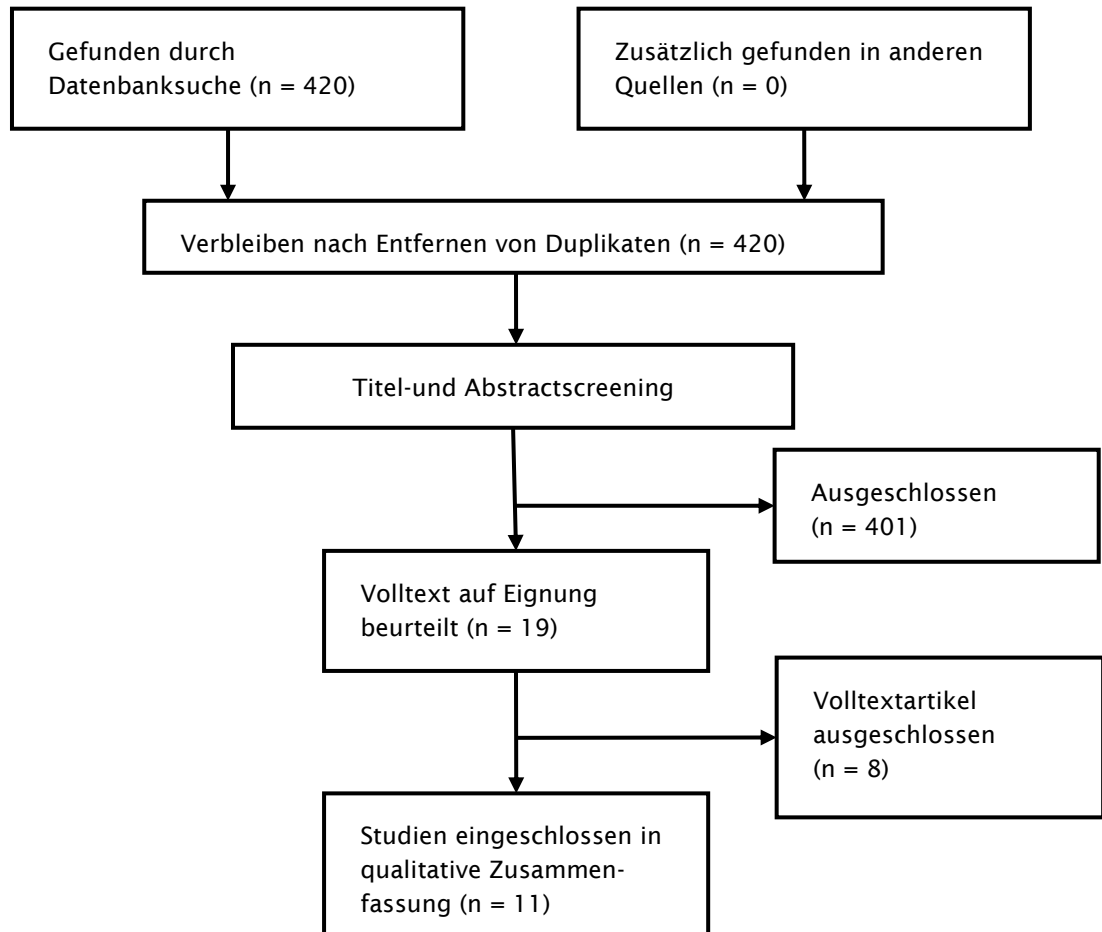 Gefunden durch
Datenbanksuche (n = 420)
Zusätzlich gefunden in anderen
Quellen (n = 0)
Verbleiben nach Entfernen von Duplikaten (n = 420)
Titel-und Abstractscreening
Ausgeschlossen
(n = 401)
Volltext auf Eignung
beurteilt (n = 19)
Volltextartikel
ausgeschlossen
(n = 8)
Studien eingeschlossen in
qualitative Zusammen-
fassung (n = 11)